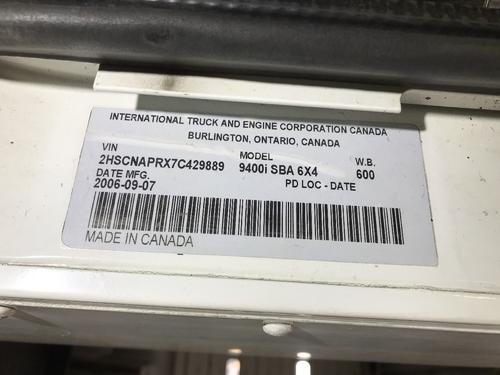 INTERNATIONAL TRUCK AND ENGINE CORPORATION CANADA
BURLINGTON, ONTARIO, CANADA
VIN MODEL W.B.
2HSCNAPRX7C429889 9400i SBA 6X4 600
DATE MFG. PD LOC - DATE
2006-09-07
MADE IN CANADA